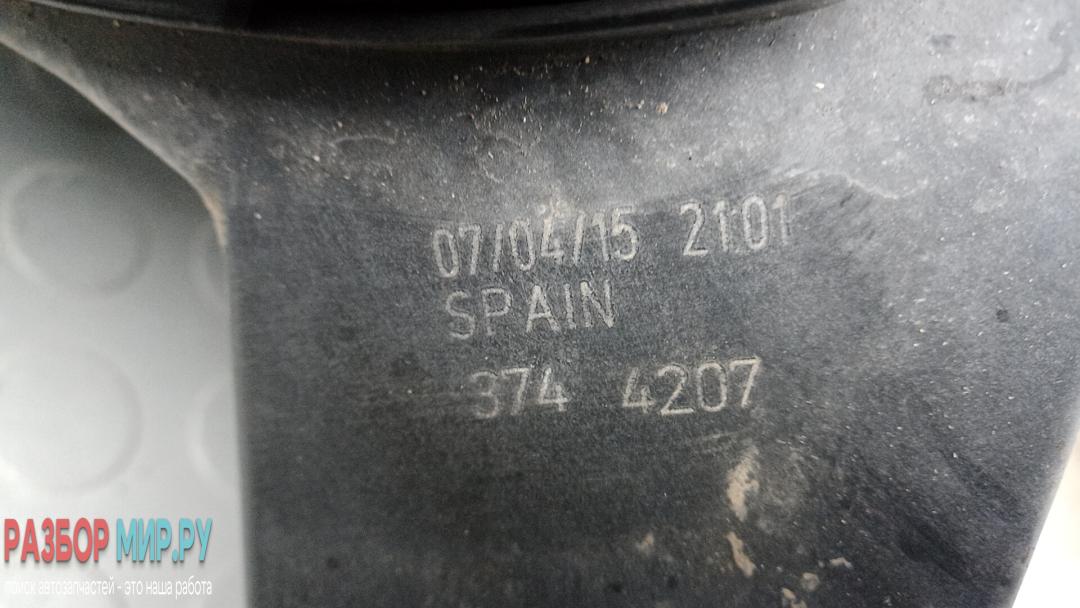 07/04/15 21:01
SPAIN
374 4207
РАЗБОР МИР.РУ
поиск автозапчастей - это наша работа